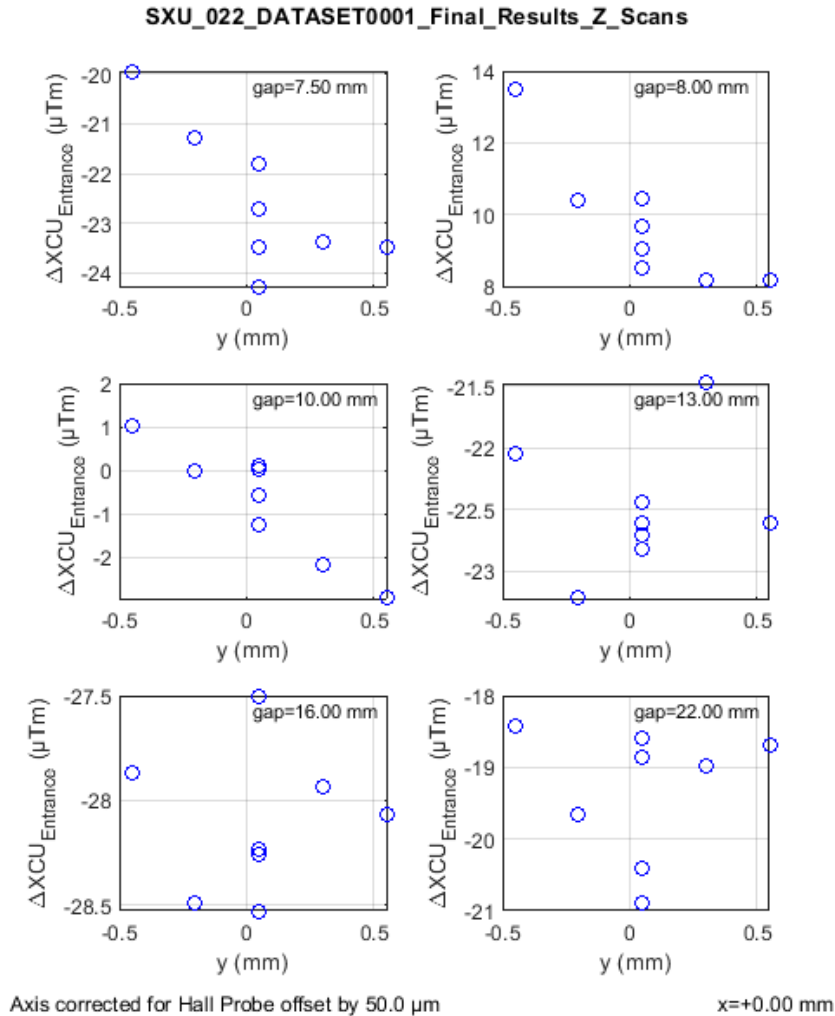 SXU_022_DATASET0001_Final_Results_Z_Scans
gap=7.50 mm
ΔXCU_Entrance (µTm)
-20
-21
-22
-23
-24
-0.5 0 0.5
y (mm)
gap=8.00 mm
ΔXCU_Entrance (µTm)
14
12
10
8
-0.5 0 0.5
y (mm)
gap=10.00 mm
ΔXCU_Entrance (µTm)
2
1
0
-1
-2
-0.5 0 0.5
y (mm)
gap=13.00 mm
ΔXCU_Entrance (µTm)
-21.5
-22
-22.5
-23
-0.5 0 0.5
y (mm)
gap=16.00 mm
ΔXCU_Entrance (µTm)
-27.5
-28
-28.5
-0.5 0 0.5
y (mm)
gap=22.00 mm
ΔXCU_Entrance (µTm)
-18
-19
-20
-21
-0.5 0 0.5
y (mm)
Axis corrected for Hall Probe offset by 50.0 µm
x=+0.00 mm